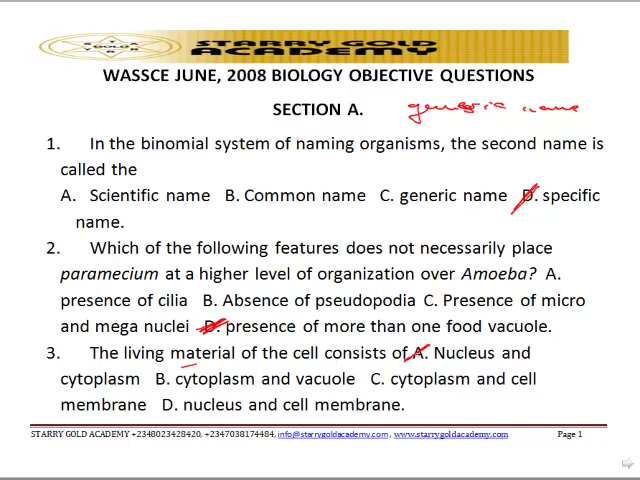 STAR
GOLD
STARRY GOLD
ACADEMY
WASSCE JUNE, 2008 BIOLOGY OBJECTIVE QUESTIONS
SECTION A.
generic name
1. In the binomial system of naming organisms, the second name is
called the
A. Scientific name B. Common name C. generic name D. specific
name.
2. Which of the following features does not necessarily place
paramecium at a higher level of organization over Amoeba? A.
presence of cilia B. Absence of pseudopodia C. Presence of micro
and mega nuclei D. presence of more than one food vacuole.
3. The living material of the cell consists of A. Nucleus and
cytoplasm B. cytoplasm and vacuole C. cytoplasm and cell
membrane D. nucleus and cell membrane.
STARRY GOLD ACADEMY +2348023428420, +2347038174484, info@starrygoldacademy.com , www.starrygoldacademy.com Page 1